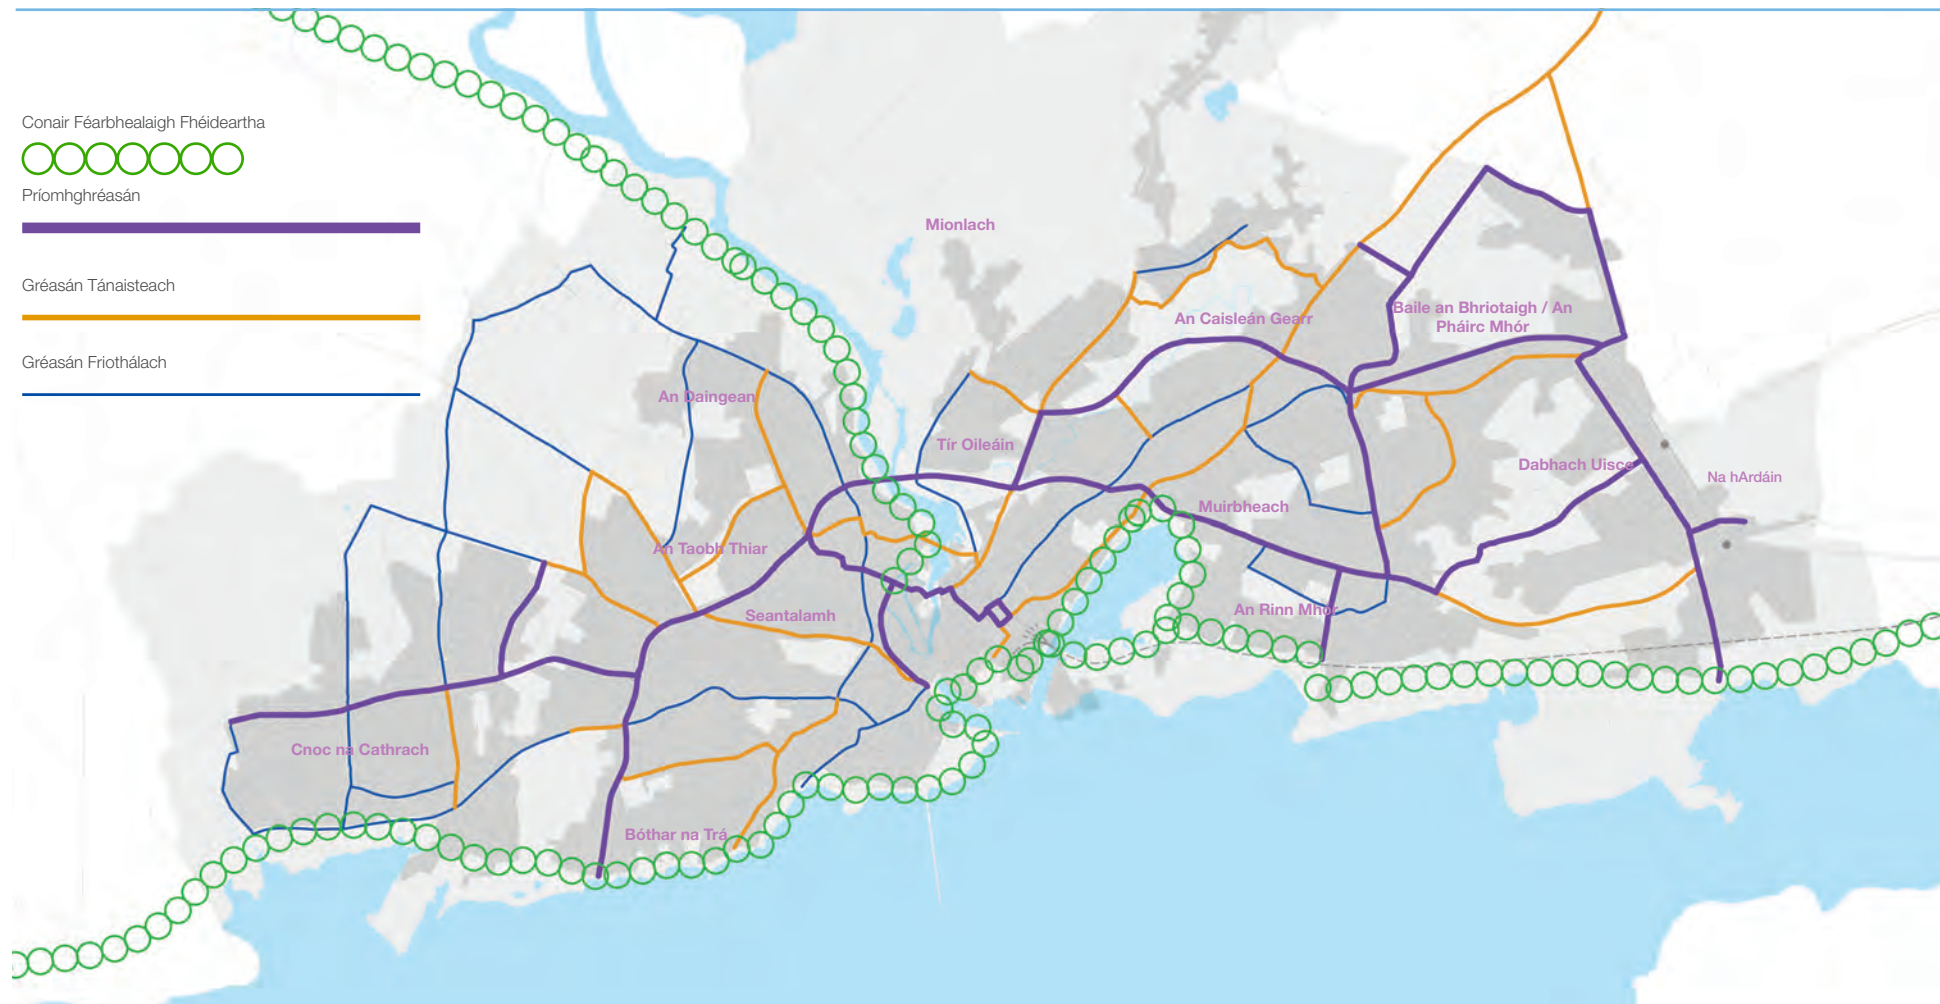 Conair Féarbhealaigh Fhéideartha
Príomhghréasán
Gréasán Tánaisteach
Gréasán Friothálach
Mionlach
An Caisleán Gearr
Baile an Bhriotaigh / An
Pháirc Mhór
An Daingean
Tír Oileáin
Dabhach Uisce
Na hArdáin
Muirbheach
An Taobh Thiar
Seantalamh
An Rinn Mhór
Cnoc na Cathrach
Bóthar na Trá